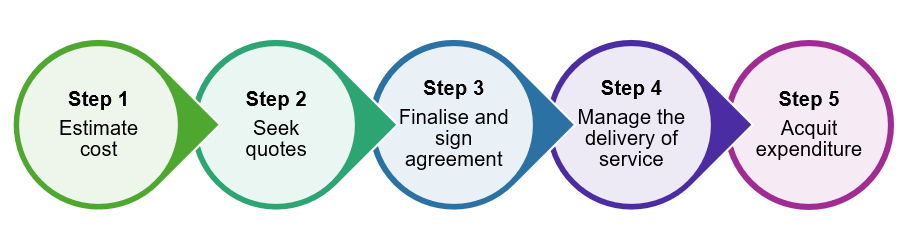 Step 1
Estimate
cost
Step 2
Seek
quotes
Step 3
Finalise and
sign
agreement
Step 4
Manage the
delivery of
service
Step 5
Acquit
expenditure